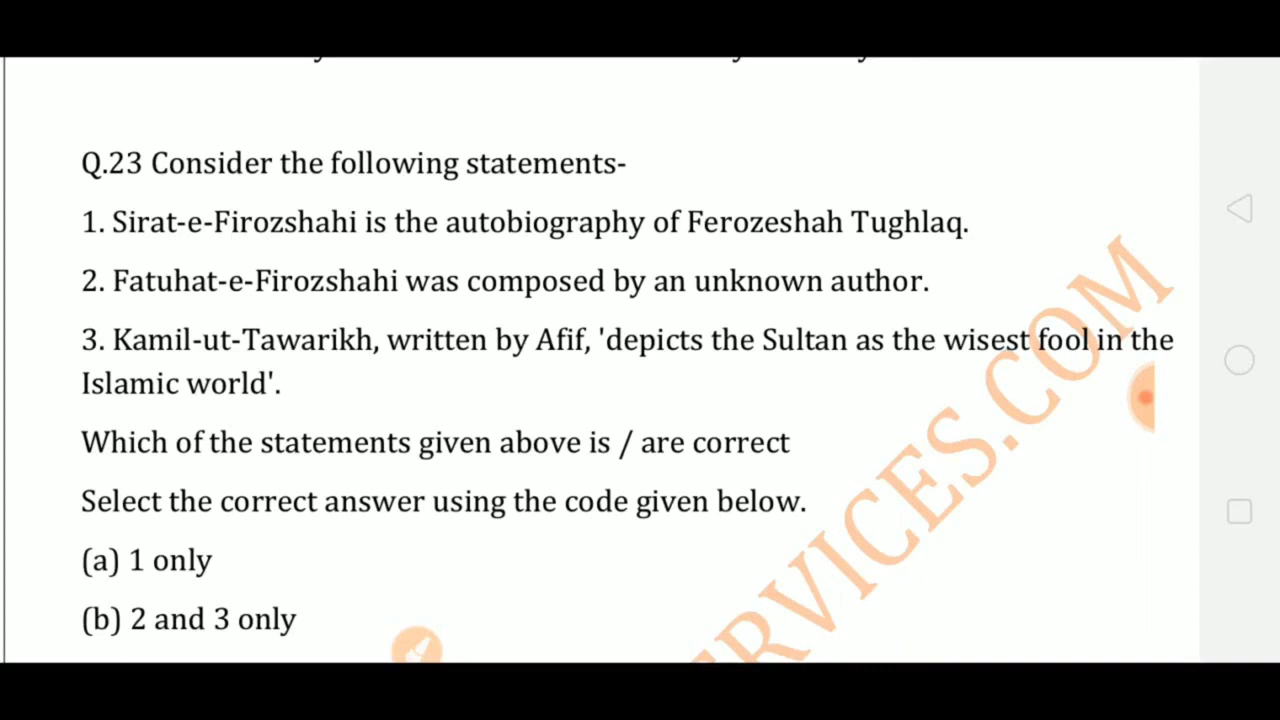 Q.23 Consider the following statements-
1. Sirat-e-Firozshahi is the autobiography of Ferozeshah Tughlaq.
2. Fatuhat-e-Firozshahi was composed by an unknown author.
3. Kamil-ut-Tawarikh, written by Afif, 'depicts the Sultan as the wisest fool in the
Islamic world'.
Which of the statements given above is / are correct
Select the correct answer using the code given below.
(a) 1 only
(b) 2 and 3 only
ERVICES.COM